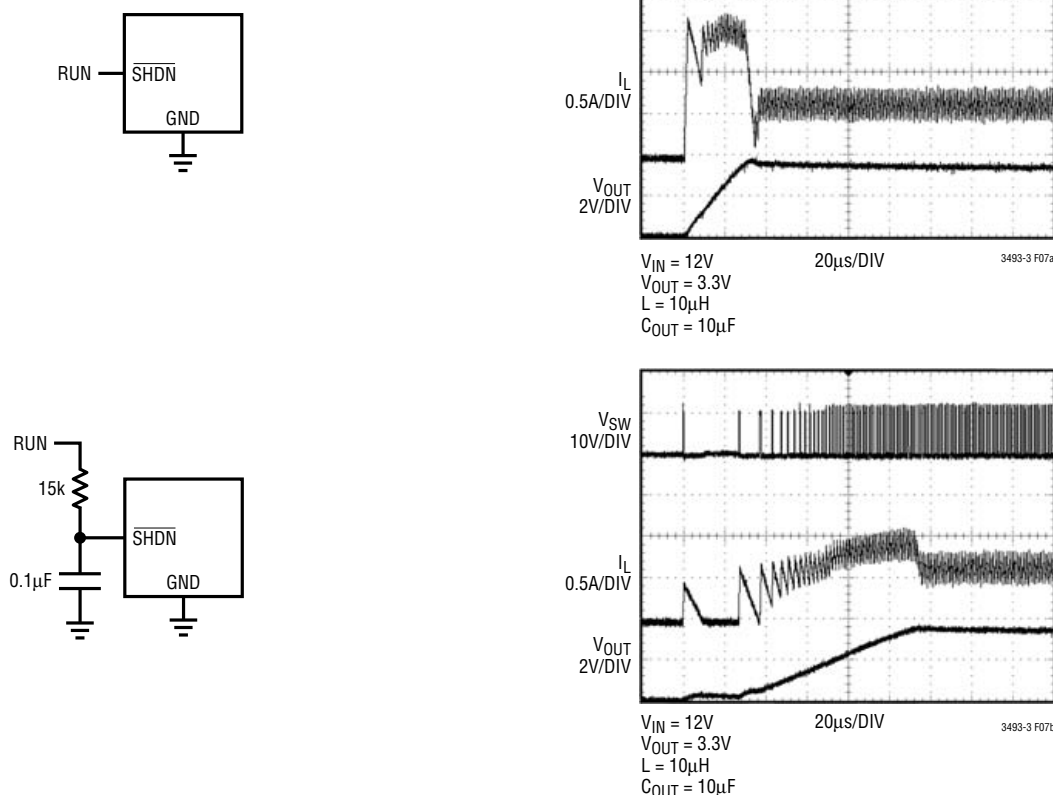 RUN
SHDN
GND
I_L
0.5A/DIV
V_OUT
2V/DIV
V_IN = 12V
V_OUT = 3.3V
L = 10µH
C_OUT = 10µF
20µs/DIV
3493-3 F07a
RUN
15k
SHDN
0.1µF
GND
V_SW
10V/DIV
I_L
0.5A/DIV
V_OUT
2V/DIV
V_IN = 12V
V_OUT = 3.3V
L = 10µH
C_OUT = 10µF
20µs/DIV
3493-3 F07b